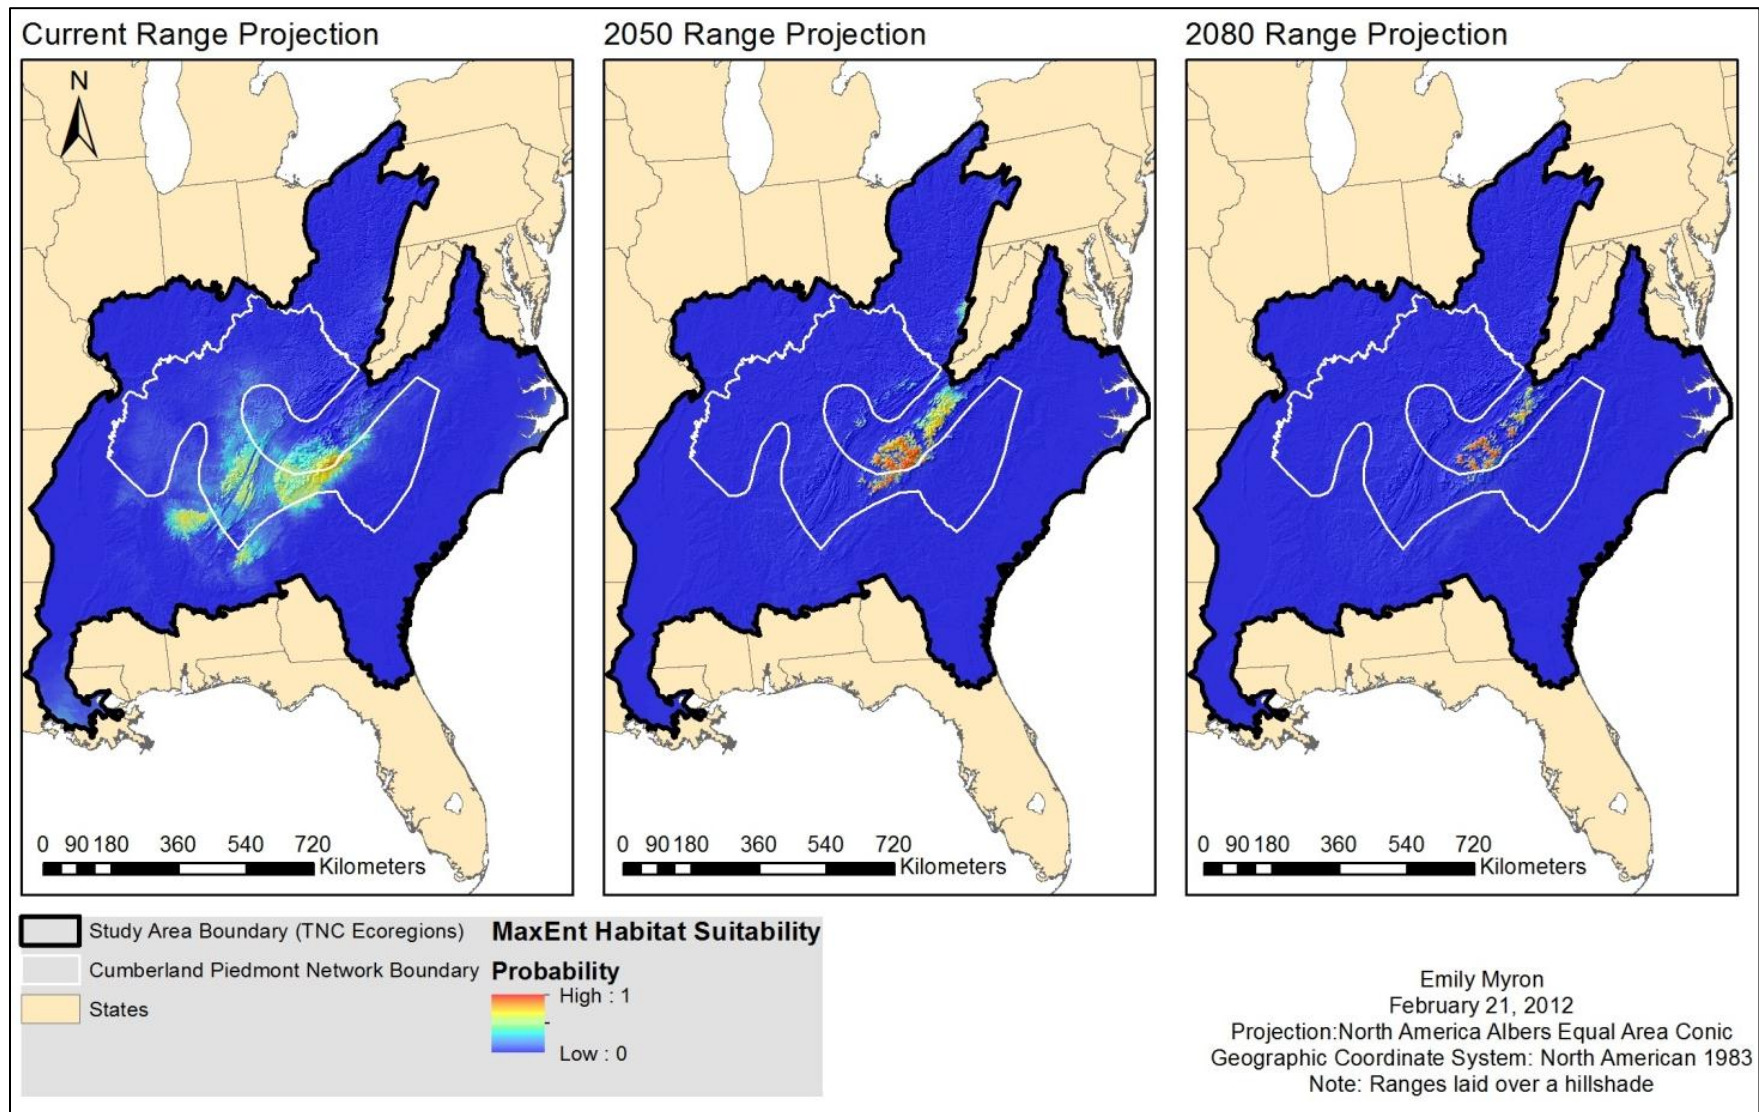 Current Range Projection
2050 Range Projection
2080 Range Projection
N
0 90 180 360 540 720
Kilometers
0 90 180 360 540 720
Kilometers
0 90 180 360 540 720
Kilometers
Study Area Boundary (TNC Ecoregions)
Cumberland Piedmont Network Boundary
States
MaxEnt Habitat Suitability
Probability
High : 1
Low : 0
Emily Myron
February 21, 2012
Projection:North America Albers Equal Area Conic
Geographic Coordinate System: North American 1983
Note: Ranges laid over a hillshade